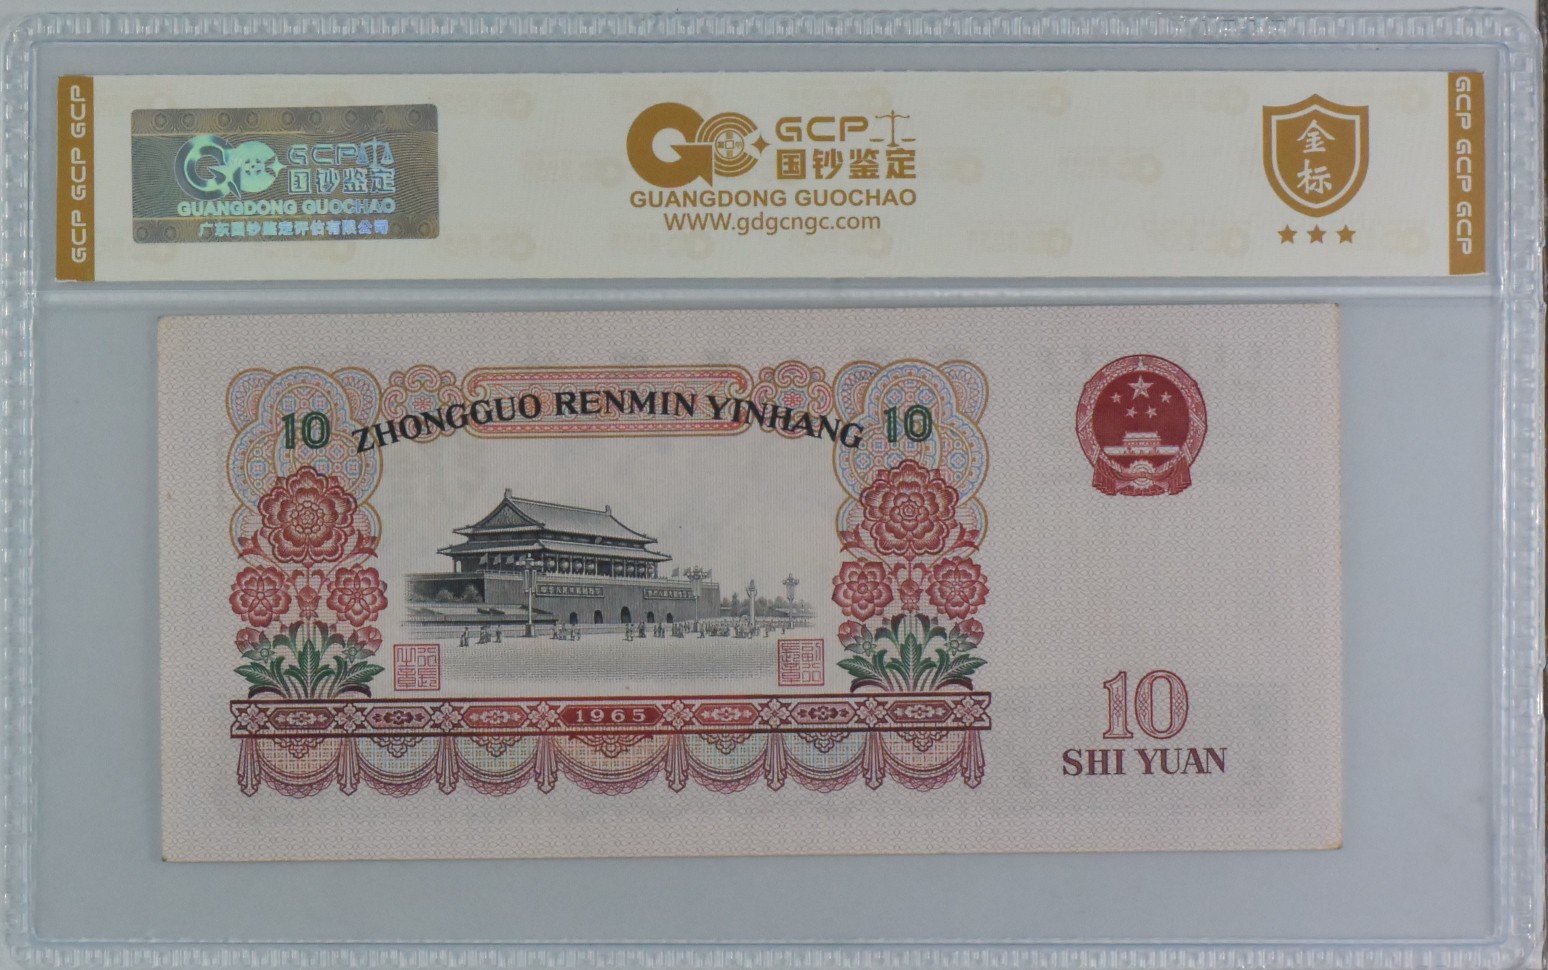 GCP GCP GCP
GCP
国钞鉴定
GUANGDONG GUOCHAO
广东国钞鉴定评估有限公司
GCP
国钞鉴定
GUANGDONG GUOCHAO
WWW.gdgcngc.com
金标
GCP GCP GCP
10 ZHONGGUO RENMIN YINHANG 10
1965
10
SHI YUAN